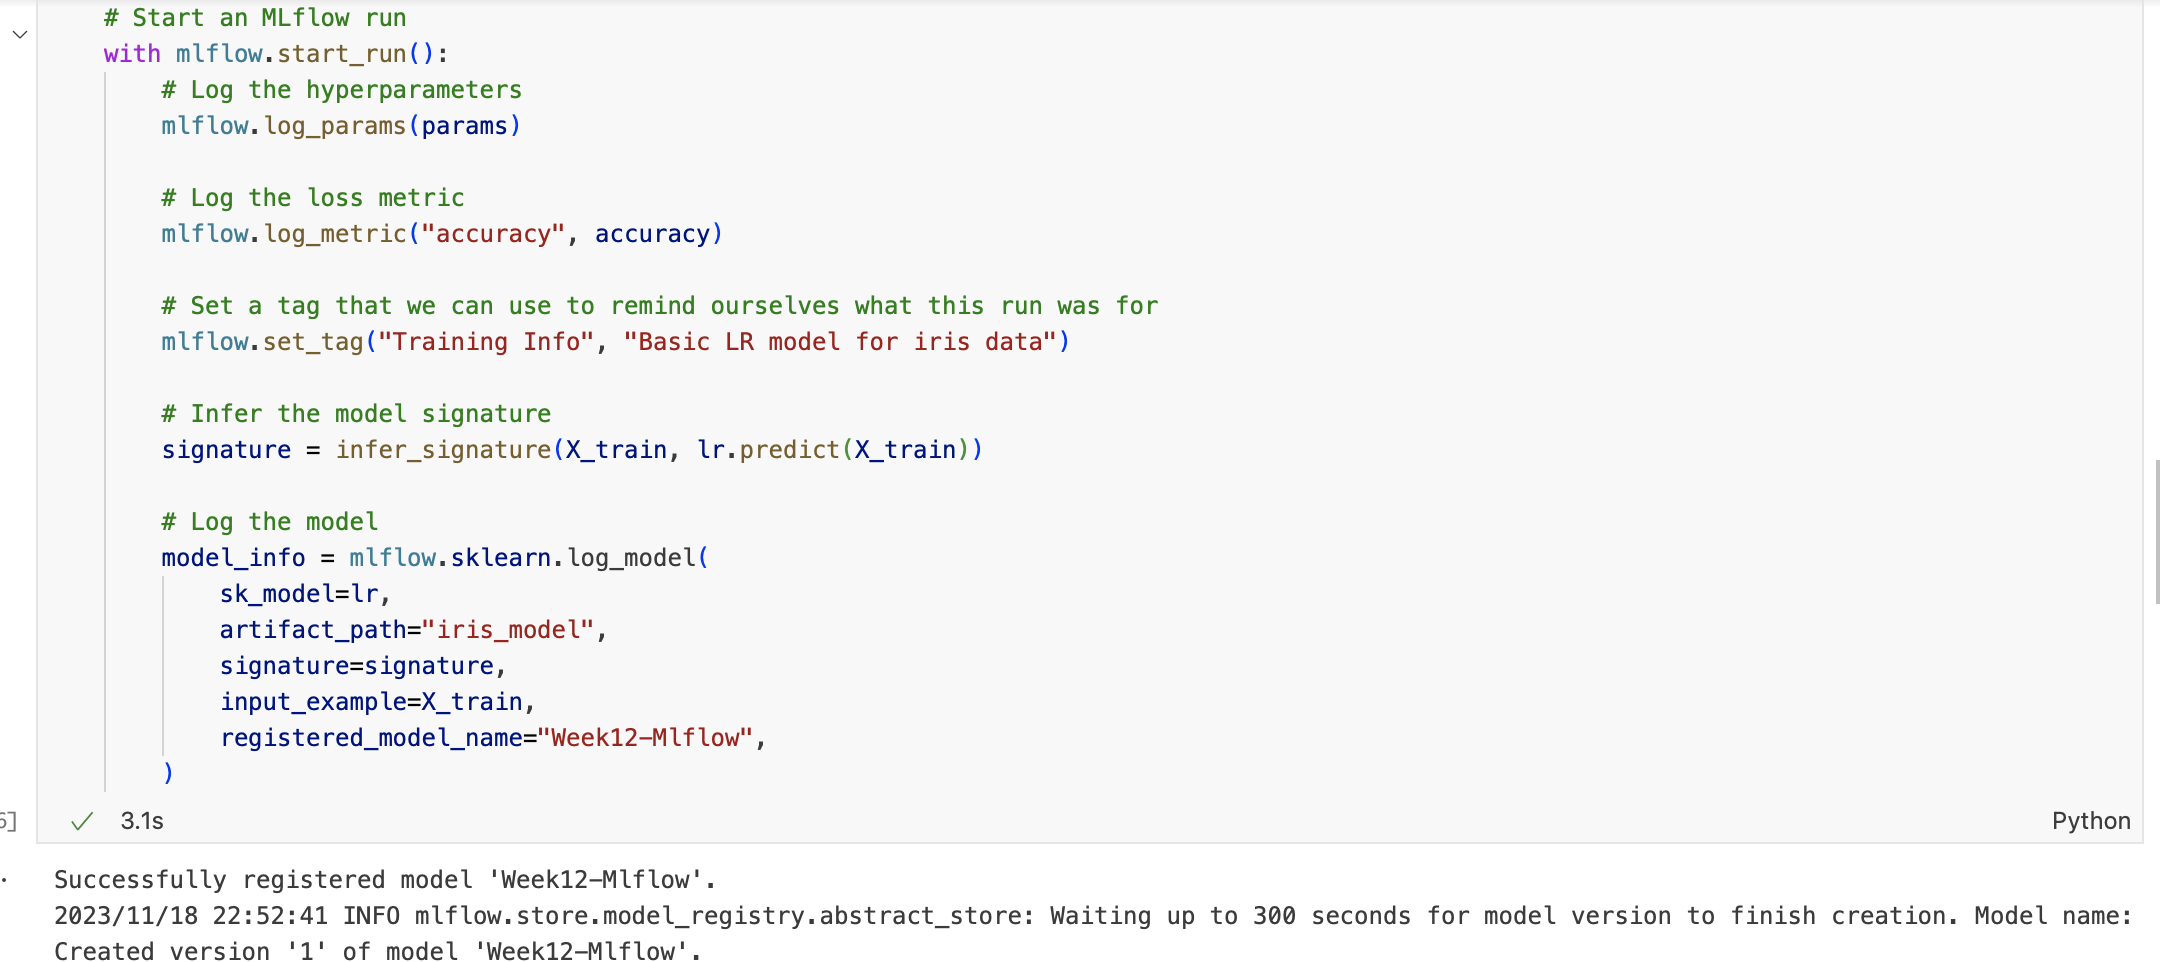 # Start an MLflow run
with mlflow.start_run():
    # Log the hyperparameters
    mlflow.log_params(params)

    # Log the loss metric
    mlflow.log_metric("accuracy", accuracy)

    # Set a tag that we can use to remind ourselves what this run was for
    mlflow.set_tag("Training Info", "Basic LR model for iris data")

    # Infer the model signature
    signature = infer_signature(X_train, lr.predict(X_train))

    # Log the model
    model_info = mlflow.sklearn.log_model(
        sk_model=lr,
        artifact_path="iris_model",
        signature=signature,
        input_example=X_train,
        registered_model_name="Week12-Mlflow",
    )
6] ✓ 3.1s Python
Successfully registered model 'Week12-Mlflow'.
2023/11/18 22:52:41 INFO mlflow.store.model_registry.abstract_store: Waiting up to 300 seconds for model version to finish creation. Model name:
Created version '1' of model 'Week12-Mlflow'.